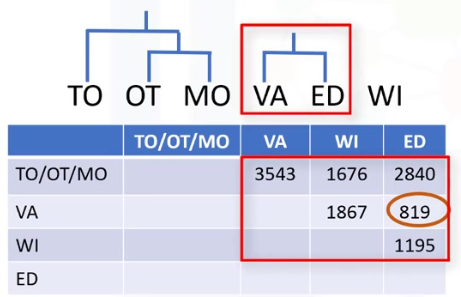 TO OT MO VA ED WI
TO/OT/MO VA WI ED
TO/OT/MO 3543 1676 2840
VA 1867 819
WI 1195
ED